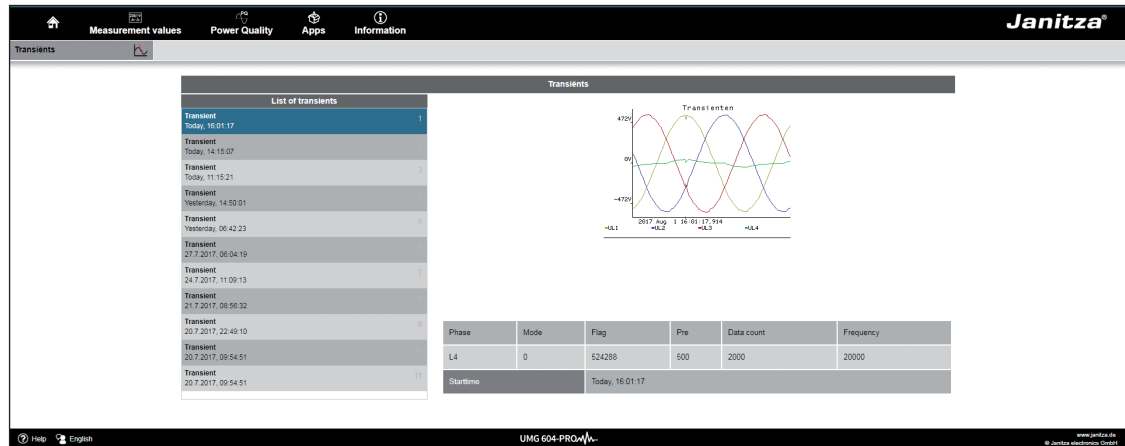 Measurement values
Power Quality
Apps
Information
Janitza®
Transients
Transients
List of transients
Transient
1
Today, 16:01:17
Transient
Today, 14:15:07
Transient
3
Today, 11:15:21
Transient
Yesterday, 14:50:01
Transient
5
Yesterday, 06:42:23
Transient
27.7.2017, 06:04:19
Transient
7
24.7.2017, 11:09:13
Transient
21.7.2017, 08:56:32
Transient
9
20.7.2017, 22:49:10
Transient
20.7.2017, 09:54:51
Transient
11
20.7.2017, 09:54:51
Transienten
472V
0V
-472V
2017 Aug 1 16:01:17,914
-UL1 -UL2 -UL3 -UL4
Phase Mode Flag Pre Data count Frequency
L4 0 524288 500 2000 20000
Starttime Today, 16:01:17
Help English
UMG 604-PRO
www.janitza.de
© Janitza electronics GmbH